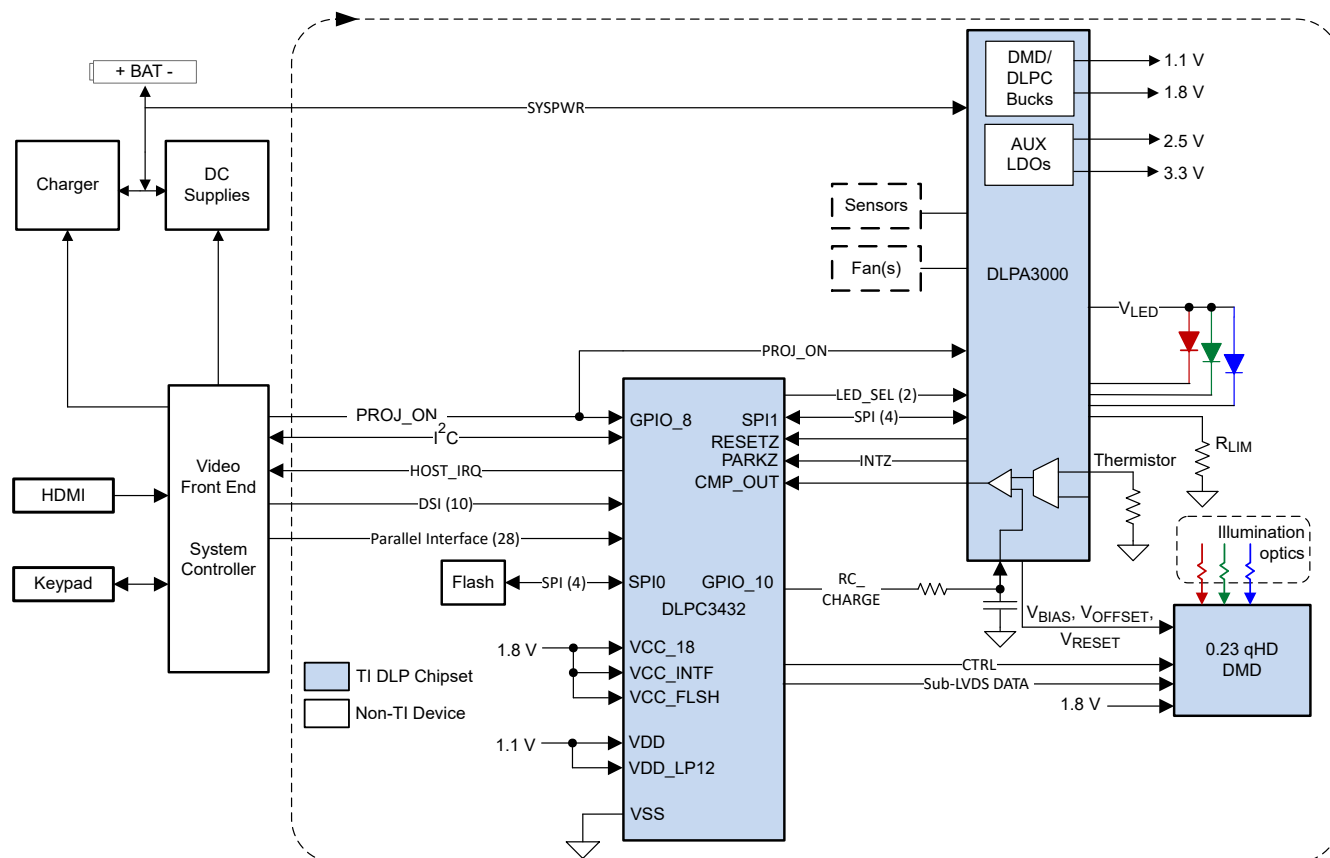 + BAT -
SYSPWR
Charger
DC
Supplies
DMD/
DLPC
Bucks
1.1 V
1.8 V
AUX
LDOs
2.5 V
3.3 V
Sensors
Fan(s)
DLPA3000
VLED
PROJ_ON
LED_SEL (2)
SPI (4)
INTZ
RLIM
Thermistor
Illumination
optics
HDMI
Keypad
Video
Front End
System
Controller
PROJ_ON
I2C
HOST_IRQ
DSI (10)
Parallel Interface (28)
Flash
SPI (4)
GPIO_8
SPI1
RESETZ
PARKZ
CMP_OUT
SPI0
GPIO_10
DLPC3432
RC_
CHARGE
VBIAS, VOFFSET,
VRESET
1.8 V
VCC_18
VCC_INTF
VCC_FLSH
1.1 V
VDD
VDD_LP12
VSS
CTRL
Sub-LVDS DATA
1.8 V
0.23 qHD
DMD
TI DLP Chipset
Non-TI Device